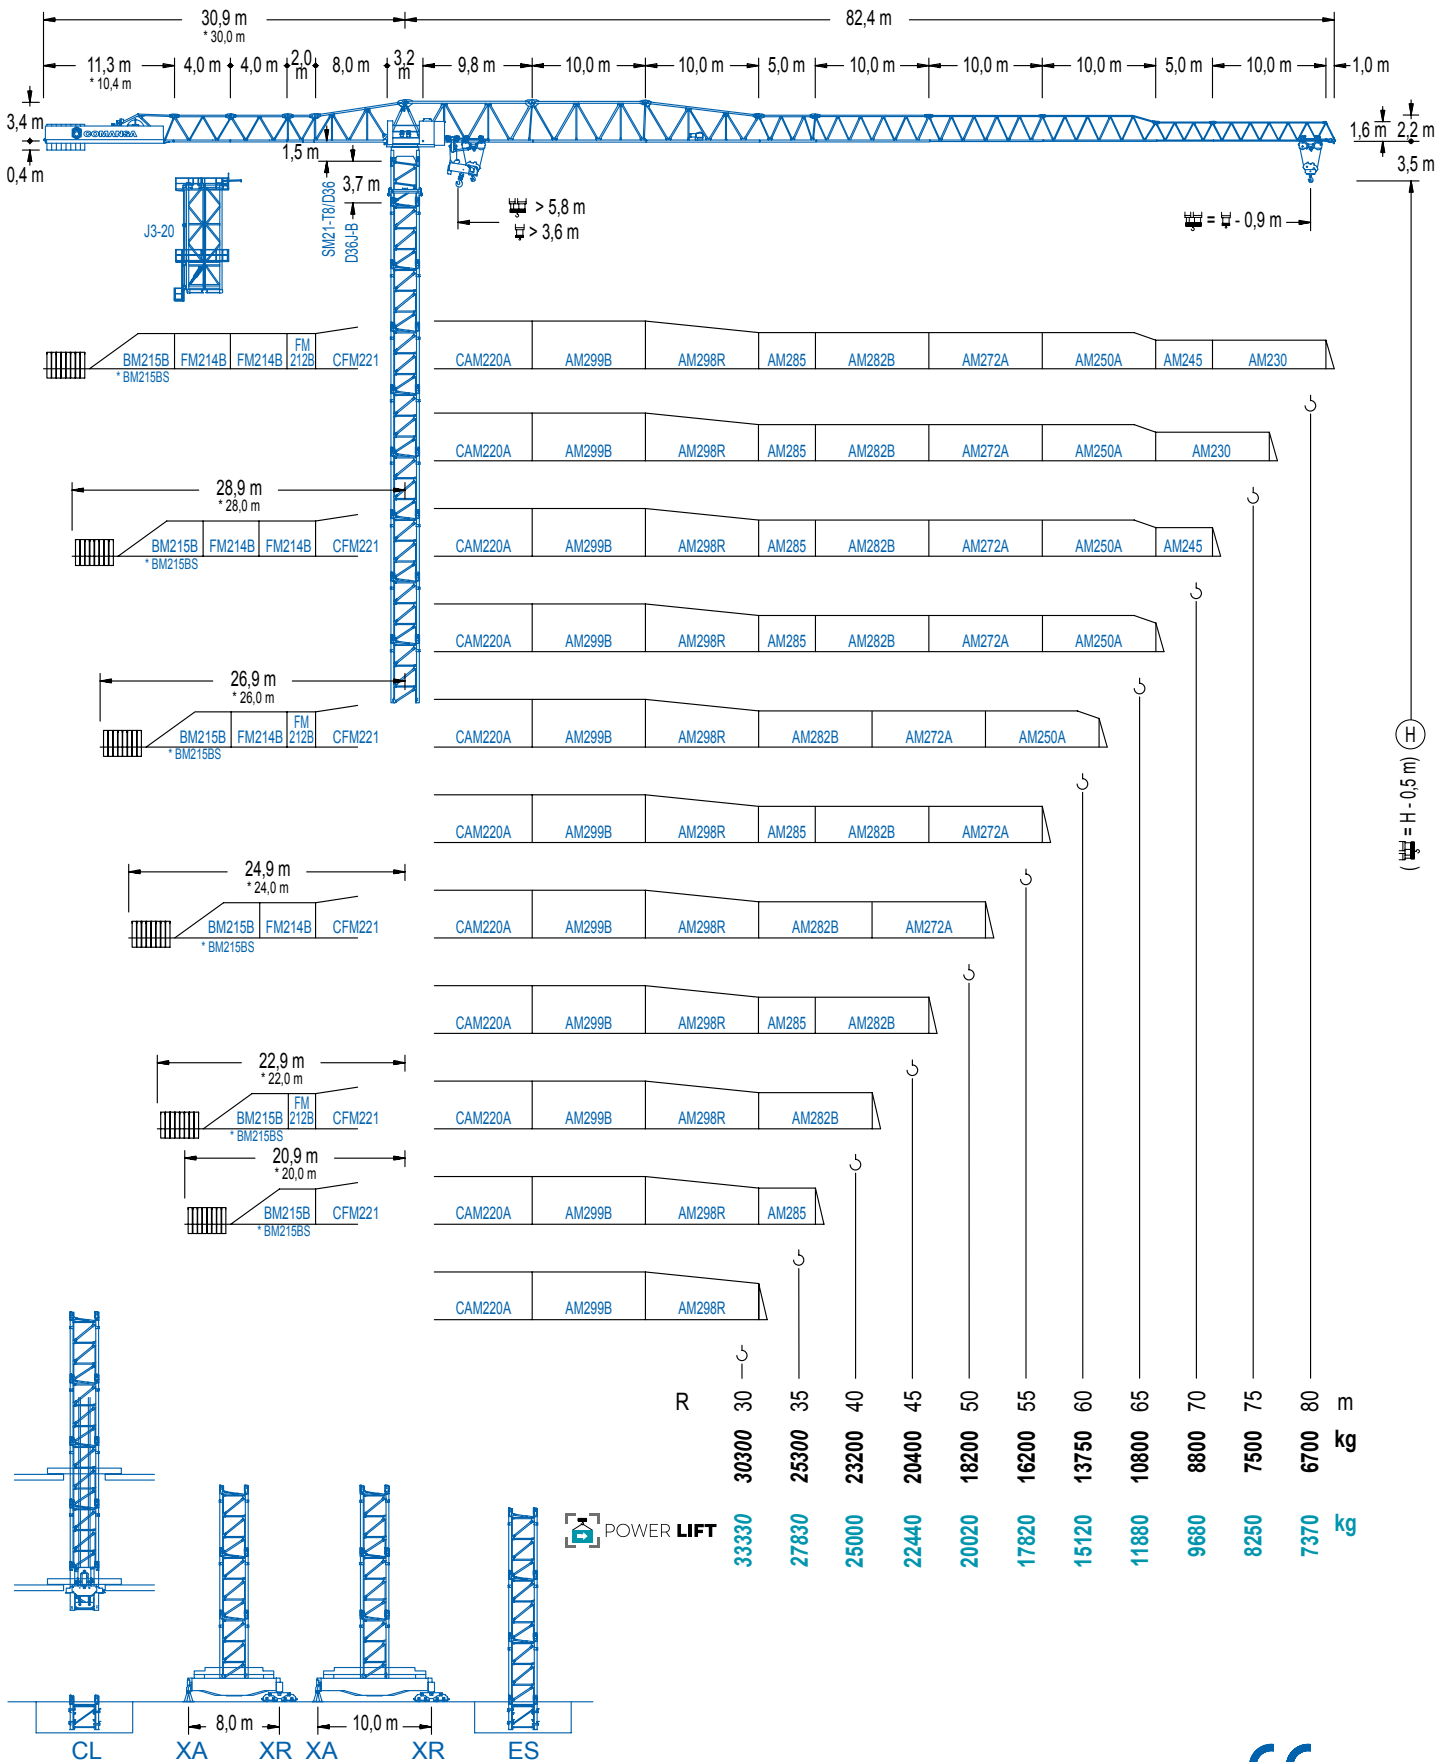 30,9 m
* 30,0 m
82,4 m
11,3 m
* 10,4 m
4,0 m
4,0 m
2,0
m
8,0 m
3,2
m
9,8 m
10,0 m
10,0 m
5,0 m
10,0 m
10,0 m
10,0 m
5,0 m
10,0 m
1,0 m
3,4 m
COMANSA
0,4 m
1,5 m
3,7 m
SM21-T8/D36
D36J-B
1,6 m
2,2 m
3,5 m
J3-20
> 5,8 m
> 3,6 m
= - 0,9 m
BM215B FM214B FM214B FM 212B CFM221
* BM215BS
CAM220A AM299B AM298R AM285 AM282B AM272A AM250A AM245 AM230
CAM220A AM299B AM298R AM285 AM282B AM272A AM250A AM230
28,9 m
* 28,0 m
BM215B FM214B FM214B CFM221
* BM215BS
CAM220A AM299B AM298R AM285 AM282B AM272A AM250A AM245
CAM220A AM299B AM298R AM285 AM282B AM272A AM250A
26,9 m
* 26,0 m
BM215B FM214B FM 212B CFM221
* BM215BS
CAM220A AM299B AM298R AM282B AM272A AM250A
H
( = H - 0,5 m)
CAM220A AM299B AM298R AM285 AM282B AM272A
24,9 m
* 24,0 m
BM215B FM214B CFM221
* BM215BS
CAM220A AM299B AM298R AM282B AM272A
CAM220A AM299B AM298R AM285 AM282B
22,9 m
* 22,0 m
BM215B FM 212B CFM221
* BM215BS
CAM220A AM299B AM298R AM282B
20,9 m
* 20,0 m
BM215B CFM221
* BM215BS
CAM220A AM299B AM298R AM285
CAM220A AM299B AM298R
R 30 35 40 45 50 55 60 65 70 75 80 m
30300 25300 23200 20400 18200 16200 13750 10800 8800 7500 6700 kg
POWER LIFT 33330 27830 25000 22440 20020 17820 15120 11880 9680 8250 7370 kg
8,0 m
10,0 m
CL XA XR XA XR ES
CE